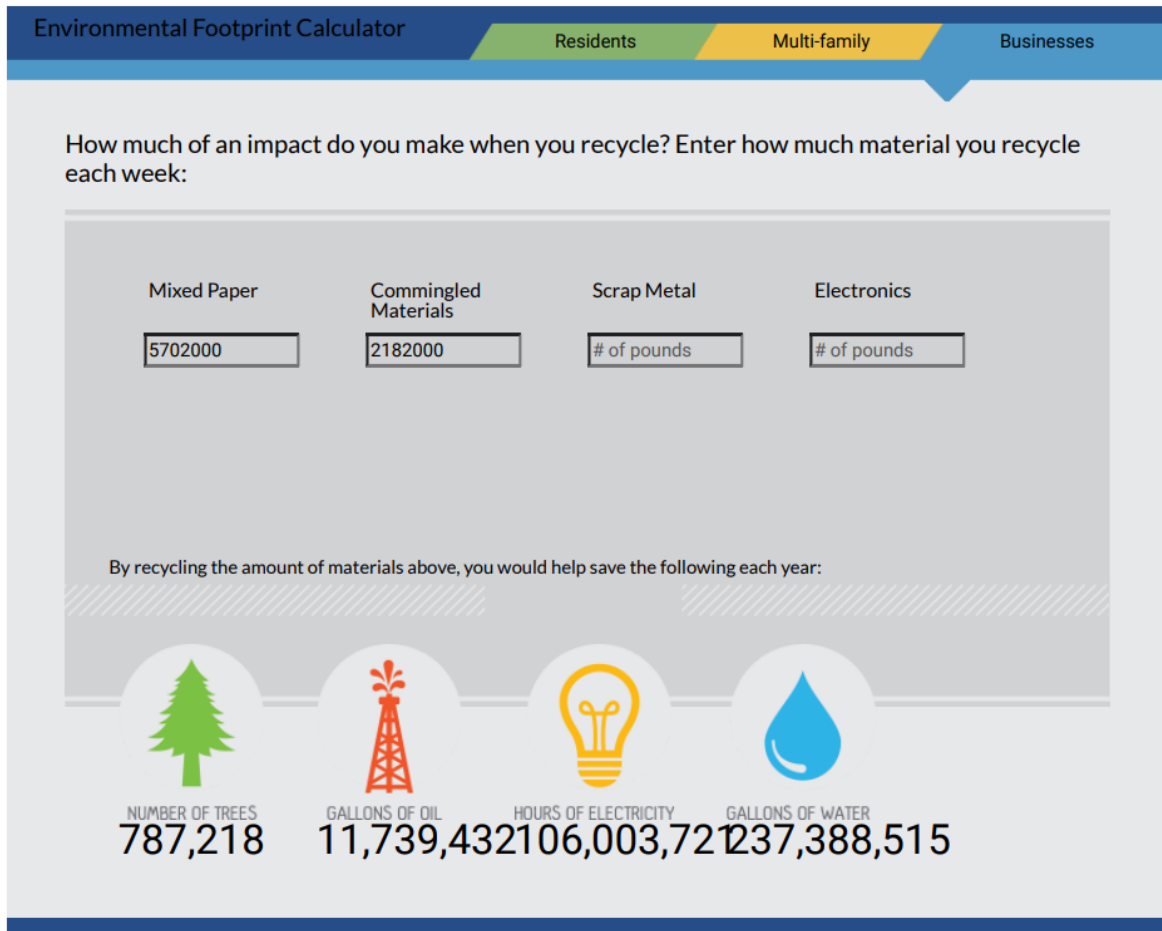 Environmental Footprint Calculator
Residents
Multi-family
Businesses
How much of an impact do you make when you recycle? Enter how much material you recycle
each week:
Mixed Paper
Commingled
Materials
Scrap Metal
Electronics
5702000
2182000
# of pounds
# of pounds
By recycling the amount of materials above, you would help save the following each year:
NUMBER OF TREES
GALLONS OF OIL
HOURS OF ELECTRICITY
GALLONS OF WATER
787,218
11,739,432
106,003,721
237,388,515